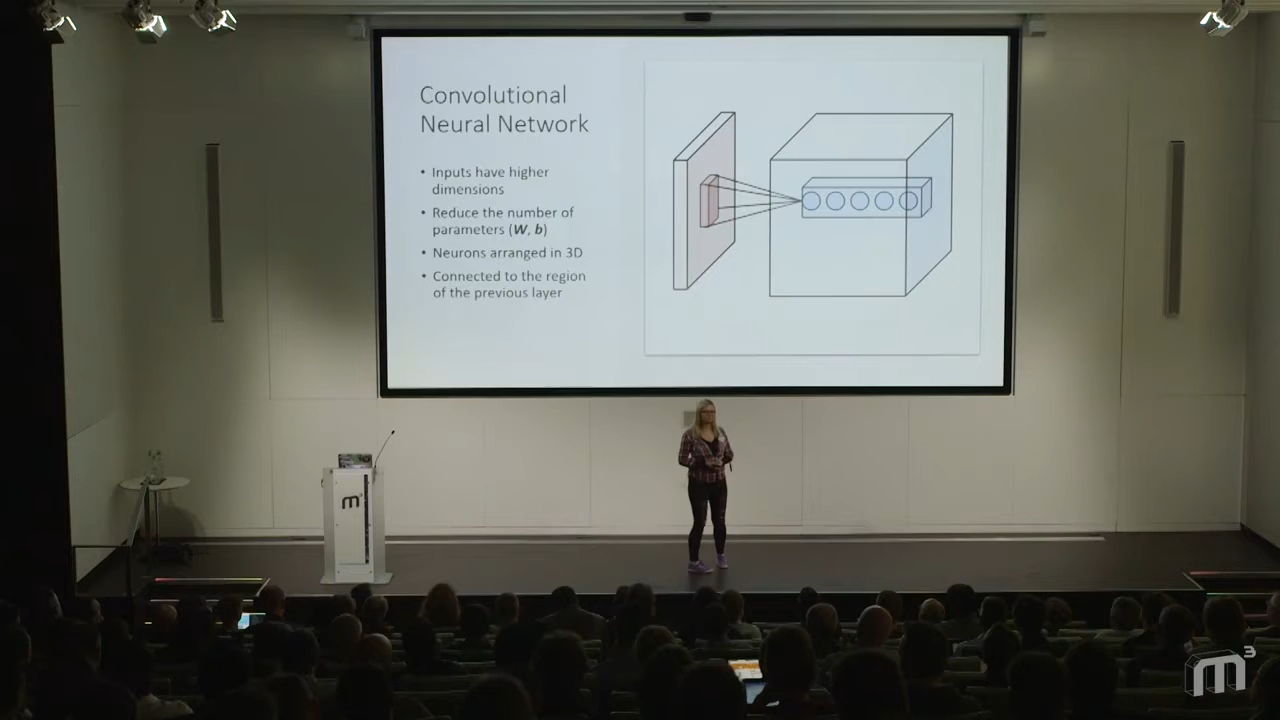 Convolutional
Neural Network
• Inputs have higher
dimensions
• Reduce the number of
parameters (W, b)
• Neurons arranged in 3D
• Connected to the region
of the previous layer
m
m3